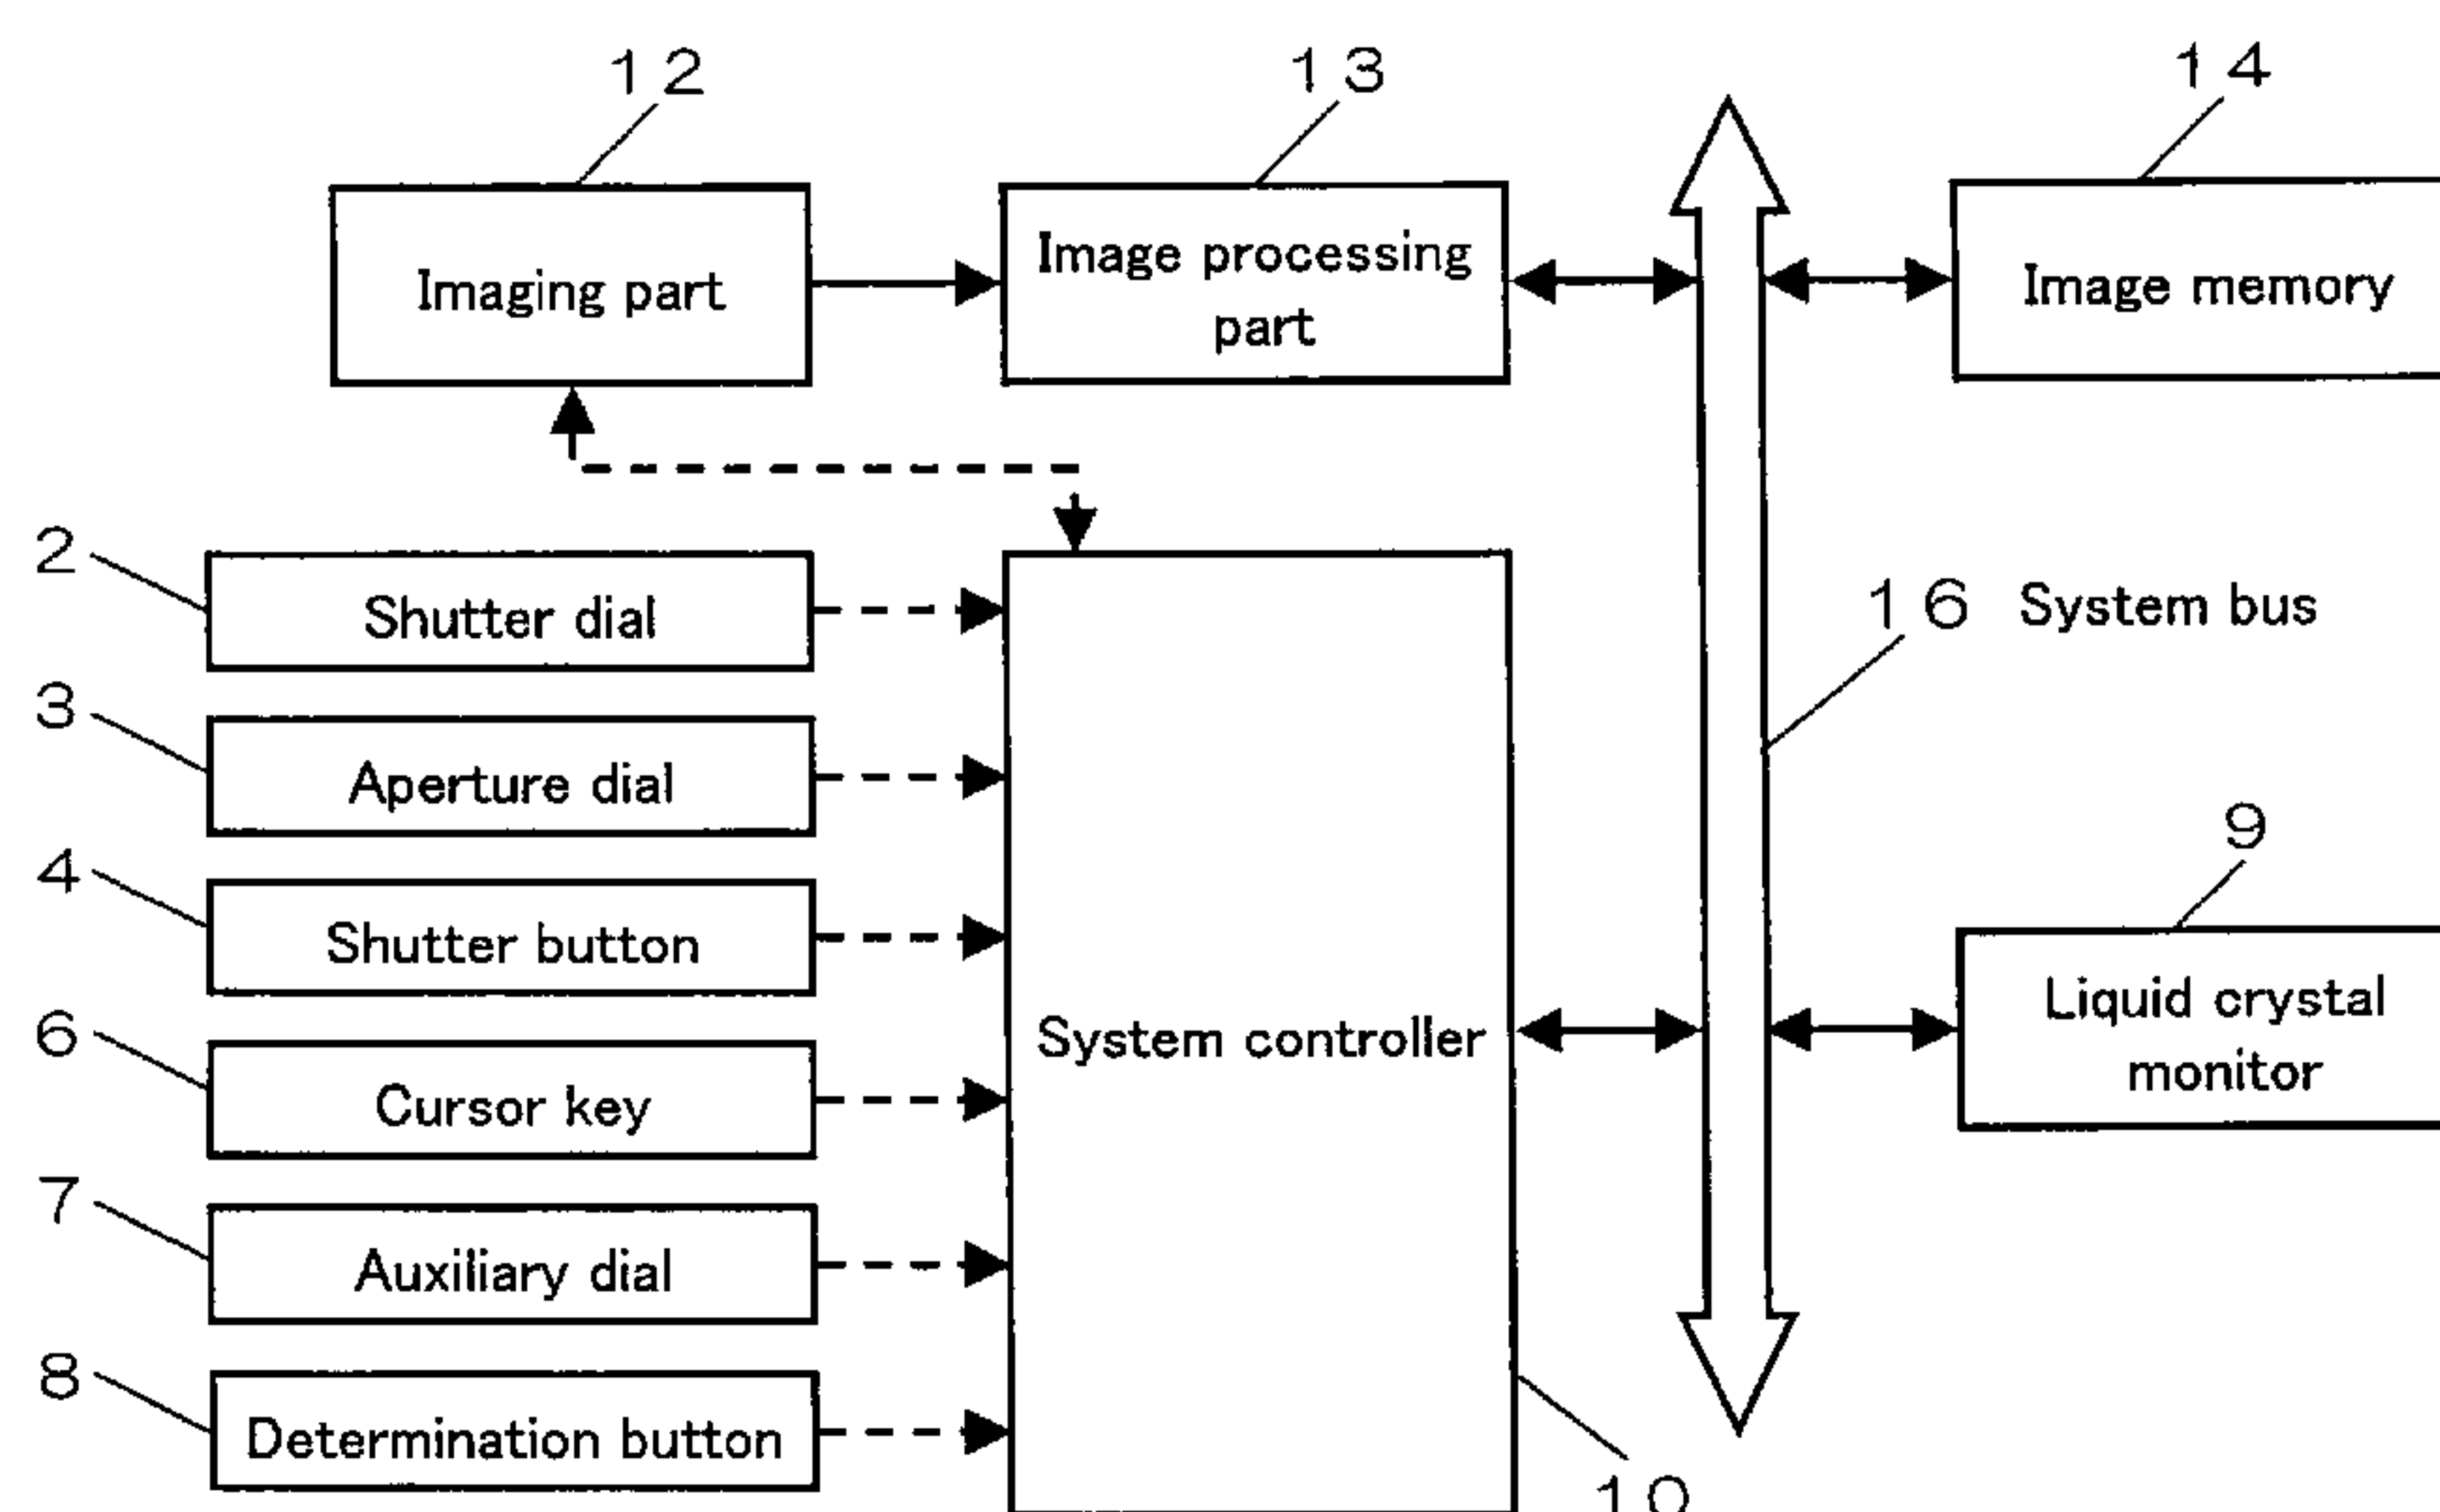 12
13
14
Imaging part
Image processing
part
Image memory
2
Shutter dial
16 System bus
3
Aperture dial
9
4
Shutter button
Liquid crystal
monitor
6
Cursor key
System controller
7
Auxiliary dial
8
Determination button
10